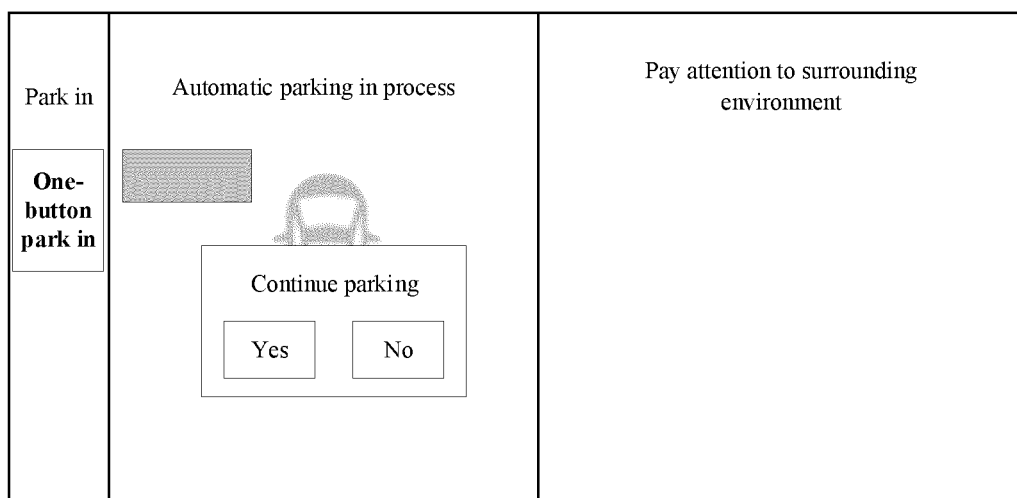 Park in
One-
button
park in
Automatic parking in process
Continue parking
Yes
No
Pay attention to surrounding
environment